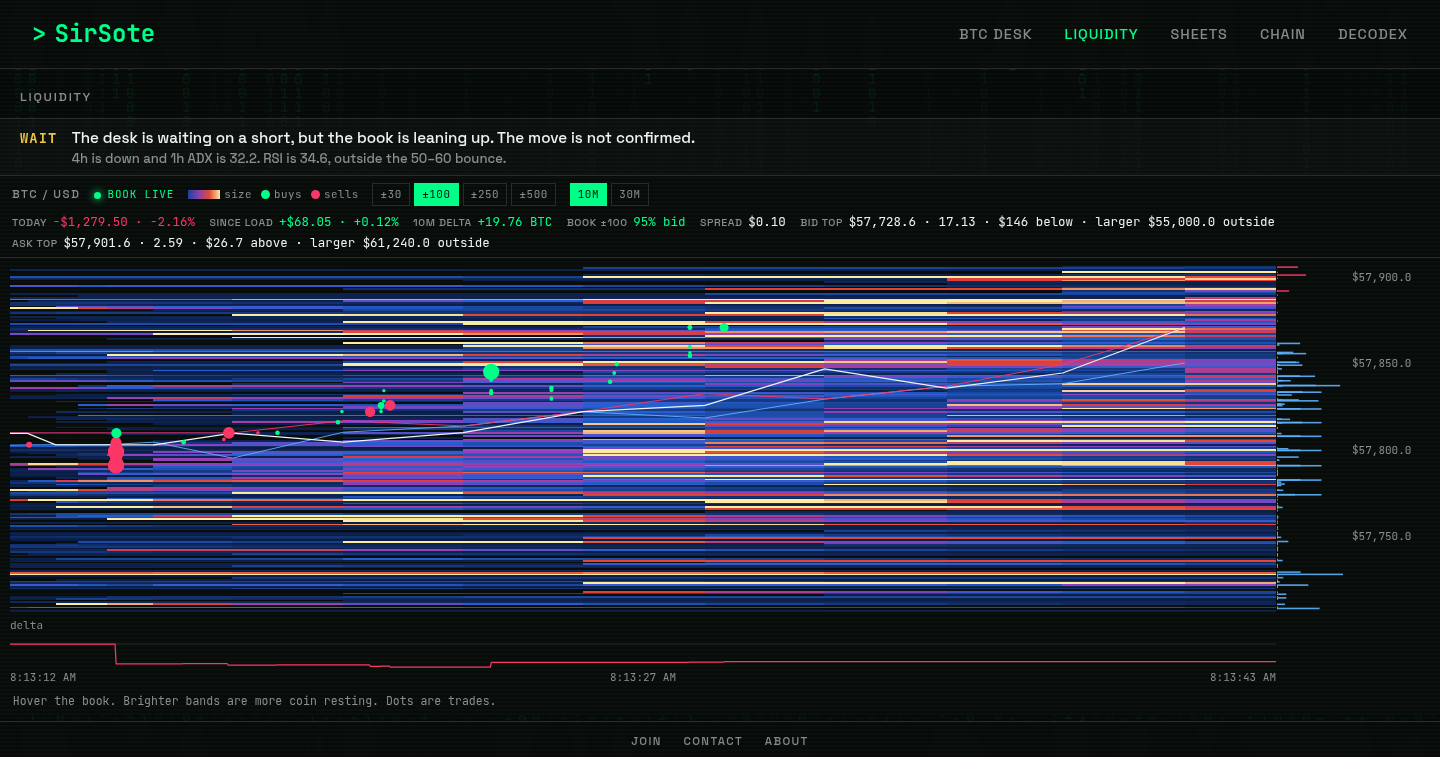 > SirSote
BTC DESK LIQUIDITY SHEETS CHAIN DECODEX
LIQUIDITY
WAIT The desk is waiting on a short, but the book is leaning up. The move is not confirmed.
4h is down and 1h ADX is 32.2. RSI is 34.6, outside the 50–60 bounce.
BTC / USD BOOK LIVE size buys sells ±30 ±100 ±250 ±500 10M 30M
TODAY -$1,279.50 · -2.16% SINCE LOAD +$68.05 · +0.12% 10M DELTA +19.76 BTC BOOK ±100 95% bid SPREAD $0.10 BID TOP $57,728.6 · 17.13 · $146 below · larger $55,000.0 outside
ASK TOP $57,901.6 · 2.59 · $26.7 above · larger $61,240.0 outside
$57,900.0
$57,850.0
$57,800.0
$57,750.0
delta
8:13:12 AM 8:13:27 AM 8:13:43 AM
Hover the book. Brighter bands are more coin resting. Dots are trades.
JOIN CONTACT ABOUT